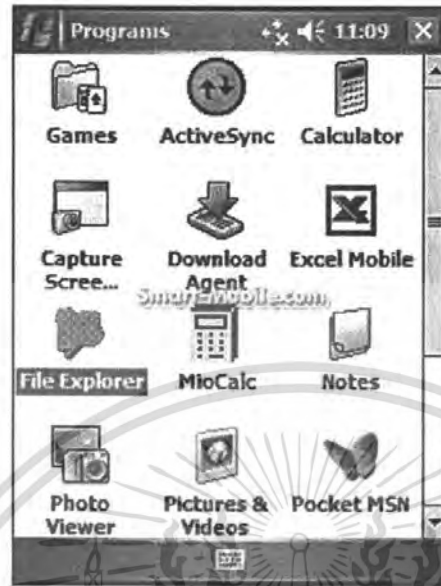 Programs 11:09
Games ActiveSync Calculator
Capture Download Excel Mobile
Scree... Agent
Smart-Mobile.com
File Explorer MioCalc Notes
Photo Pictures & Pocket MSN
Viewer Videos